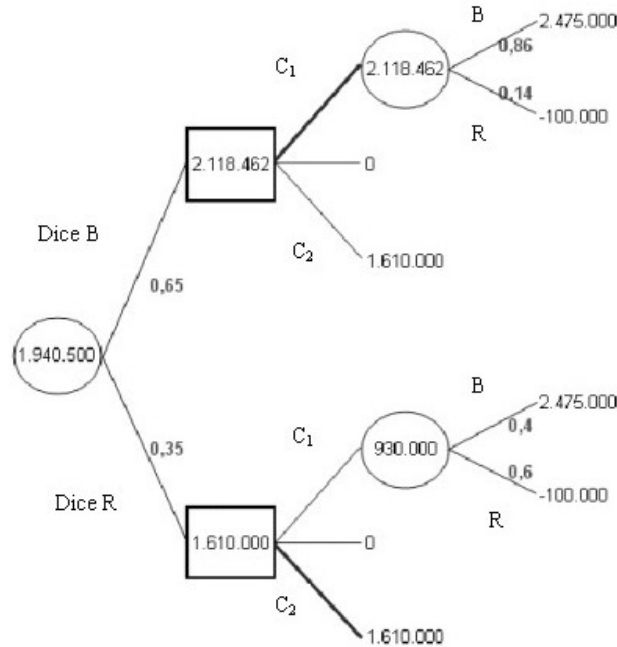 B
2.475.000
0,86
C₁
2.118.462
0,14
-100.000
R
2.118.462
0
Dice B
C₂
1.610.000
0,65
1.940.500
B
2.475.000
0,4
0,35
C₁
930.000
0,6
-100.000
Dice R
R
1.610.000
0
C₂
1.610.000